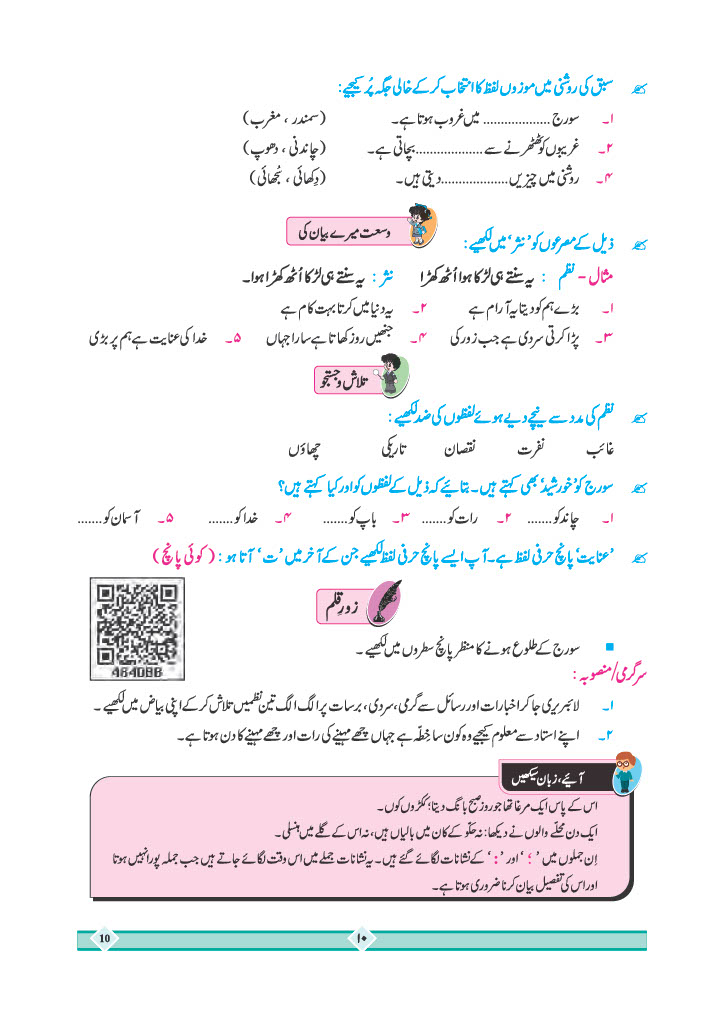 سبق کی روشنی میں موزوں لفظ کا انتخاب کر کے خالی جگہ پُر کیجیے:
۱۔ سورج ................... میں غروب ہوتا ہے۔ (سمندر ، مغرب)
۲۔ غریبوں کو ٹھٹھرنے سے ................... بچاتی ہے۔ (چاندنی ، دھوپ)
۴۔ روشنی میں چیزیں ................... دیتی ہیں۔ (دِکھائی ، سُجھائی)
وسعت میرے بیان کی
ذیل کے مصرعوں کو ’نثر‘ میں لکھیے:
مثال - نظم : یہ سنتے ہی لڑکا ہوا اُٹھ کھڑا نثر : یہ سنتے ہی لڑکا اُٹھ کھڑا ہوا۔
۱۔ بڑے ہم کو دیتا یہ آرام ہے ۲۔ یہ دنیا میں کرتا بہت کام ہے
۳۔ پڑا کرتی سردی ہے جب زور کی ۴۔ جنھیں روز کھاتا ہے سارا جہاں ۵۔ خدا کی عنایت ہے ہم پر بڑی
تلاش و جستجو
نظم کی مدد سے نیچے دیے ہوئے لفظوں کی ضد لکھیے:
غائب نفرت نقصان تاریکی چھاؤں
سورج کو ’خورشید‘ بھی کہتے ہیں۔ بتائیے کہ ذیل کے لفظوں کو اور کیا کہتے ہیں؟
۱۔ چاند کو ........ ۲۔ رات کو ........ ۳۔ باپ کو ........ ۴۔ خدا کو ........ ۵۔ آسمان کو ........
’عنایت‘ پانچ حرفی لفظ ہے۔ آپ ایسے پانچ حرفی لفظ لکھیے جن کے آخر میں ’ت‘ آتا ہو: (کوئی پانچ)
زورِ قلم
484088
سورج کے طلوع ہونے کا منظر پانچ سطروں میں لکھیے۔
سرگرمی/منصوبہ:
۱۔ لائبریری جا کر اخبارات اور رسائل سے گرمی، سردی، برسات پر الگ الگ تین نظمیں تلاش کر کے اپنی بیاض میں لکھیے۔
۲۔ اپنے استاد سے معلوم کیجیے وہ کون سا خِطّہ ہے جہاں چھے مہینے کی رات اور چھے مہینے کا دن ہوتا ہے۔
آئیے، زبان سیکھیں
اس کے پاس ایک مرغا تھا جو روز صبح بانگ دیتا؛ ککڑوں کوں۔
ایک دن محلّے والوں نے دیکھا: نہ حلّو کے کان میں بالیاں ہیں، نہ اس کے گلے میں ہنسلی۔
اِن جملوں میں ’؛‘ اور ’:‘ کے نشانات لگائے گئے ہیں۔ یہ نشانات جملے میں اس وقت لگائے جاتے ہیں جب جملہ پورا نہیں ہوتا
اور اس کی تفصیل بیان کرنا ضروری ہوتا ہے۔
10 ۱۰